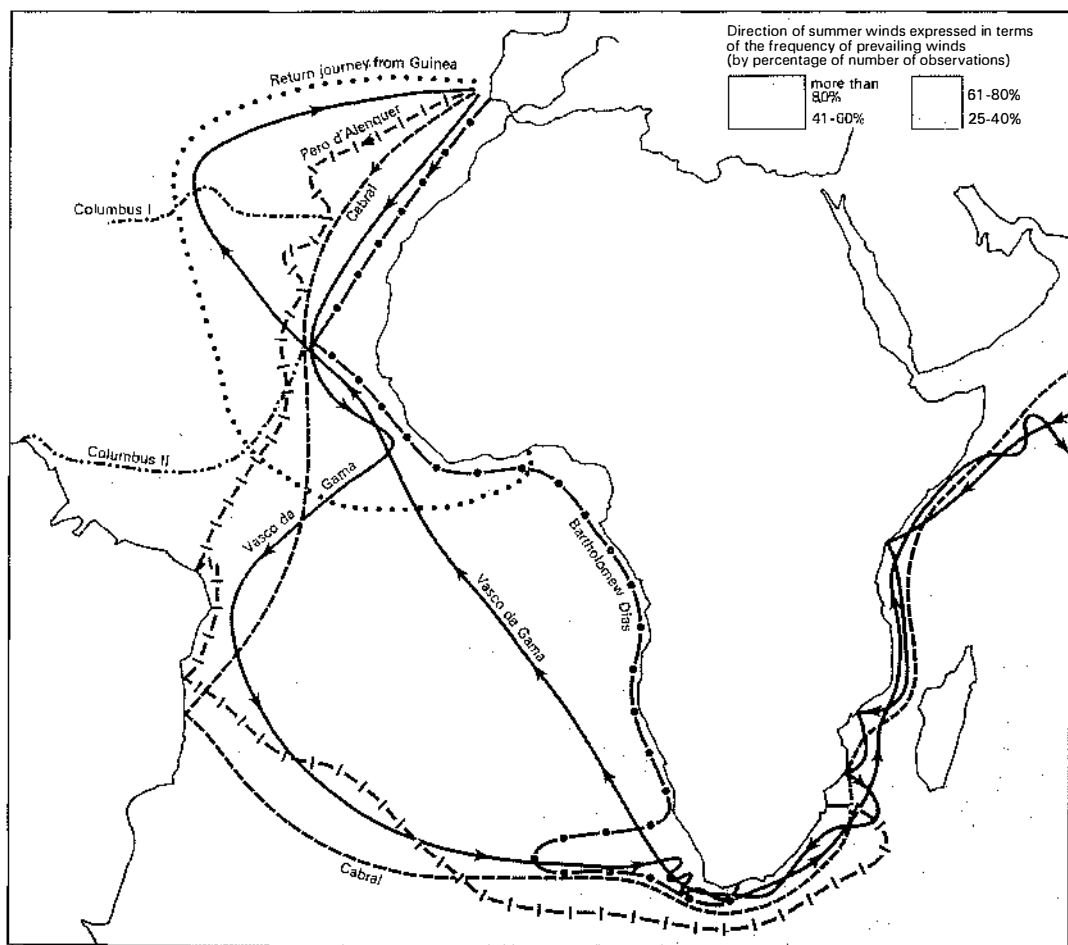 Direction of summer winds expressed in terms
of the frequency of prevailing winds
(by percentage of number of observations)
more than
80%
41-60%
61-80%
25-40%
Return journey from Guinea
Pero d'Alenquer
Cabral
Columbus I
Columbus II
Vasco da Gama
Vasco da Gama
Bartholomew Dias
Cabral